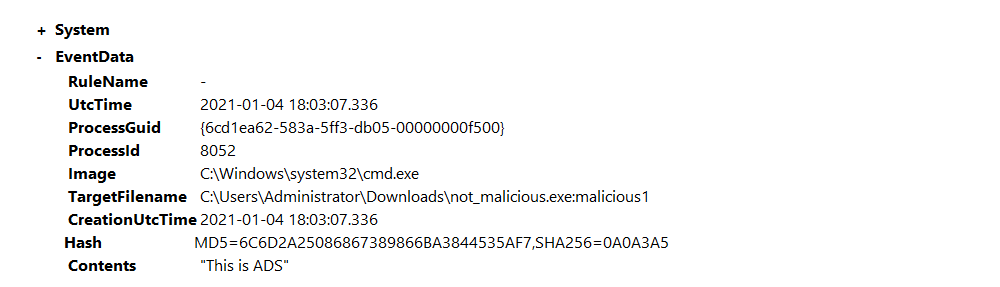 + System
- EventData
RuleName -
UtcTime 2021-01-04 18:03:07.336
ProcessGuid {6cd1ea62-583a-5ff3-db05-00000000f500}
ProcessId 8052
Image C:\Windows\system32\cmd.exe
TargetFilename C:\Users\Administrator\Downloads\not_malicious.exe:malicious1
CreationUtcTime 2021-01-04 18:03:07.336
Hash MD5=6C6D2A25086867389866BA3844535AF7,SHA256=0A0A3A5
Contents "This is ADS"